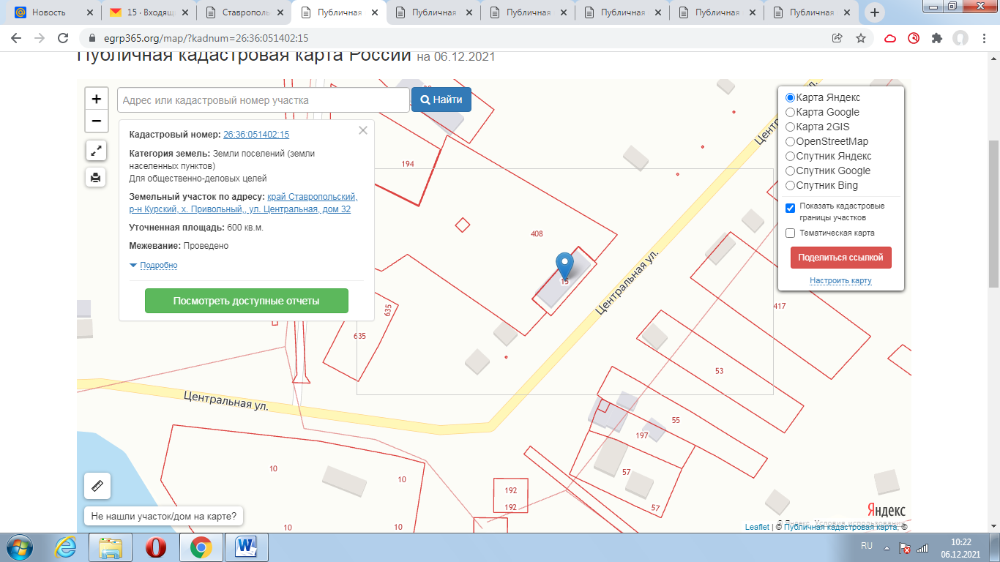 Новость
15 · Входящи
Ставрополь
Публичная
Публичная
Публичная
Публичная
Публичная
Публичная
egrp365.org/map/?kadnum=26:36:051402:15
Публичная кадастровая карта России на 06.12.2021
+
−
Адрес или кадастровый номер участка
Найти
Кадастровый номер: 26:36:051402:15
Категория земель: Земли поселений (земли
населенных пунктов)
Для общественно-деловых целей
Земельный участок по адресу: край Ставропольский,
р-н Курский, х. Привольный,, ул. Центральная, дом 32
Уточненная площадь: 600 кв.м.
Межевание: Проведено
Подробно
Посмотреть доступные отчеты
Карта Яндекс
Карта Google
Карта 2GIS
OpenStreetMap
Спутник Яндекс
Спутник Google
Спутник Bing
Показать кадастровые
границы участков
Тематическая карта
Поделиться ссылкой
Настроить карту
194
408
15
Центральная ул.
417
635
635
53
Центральная ул.
55
197
57
57
10
10
10
10
192
192
Не нашли участок/дом на карте?
Яндекс
© Яндекс Условия использования
Leaflet | © Публичная кадастровая карта, ©
RU
10:22
06.12.2021